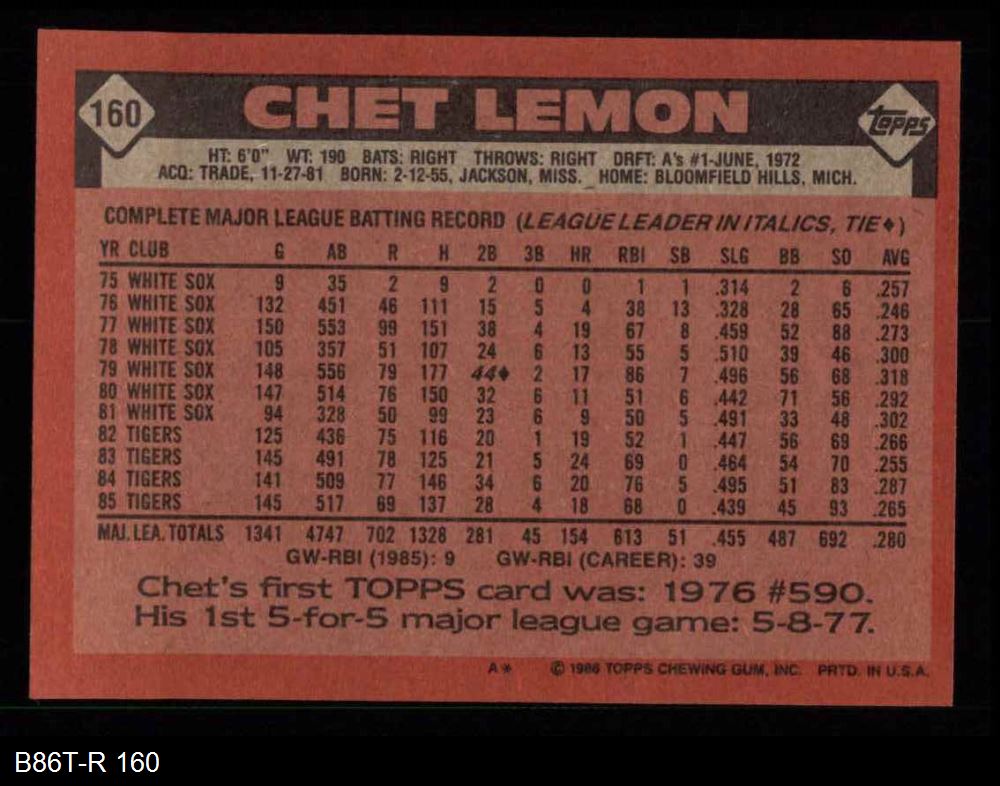 160 CHET LEMON Topps
HT: 6'0" WT: 190 BATS: RIGHT THROWS: RIGHT DRFT: A's #1-JUNE, 1972
ACQ: TRADE, 11-27-81 BORN: 2-12-55, JACKSON, MISS. HOME: BLOOMFIELD HILLS, MICH.
COMPLETE MAJOR LEAGUE BATTING RECORD (LEAGUE LEADER IN ITALICS, TIE♦)
YR CLUB G AB R H 2B 3B HR RBI SB SLG BB SO AVG
75 WHITE SOX 9 35 2 9 2 0 0 1 1 .314 2 6 .257
76 WHITE SOX 132 451 46 111 15 5 4 38 13 .328 28 65 .246
77 WHITE SOX 150 553 99 151 38 4 19 67 8 .459 52 88 .273
78 WHITE SOX 105 357 51 107 24 6 13 55 5 .510 39 46 .300
79 WHITE SOX 148 556 79 177 44♦ 2 17 86 7 .496 56 68 .318
80 WHITE SOX 147 514 76 150 32 6 11 51 6 .442 71 56 .292
81 WHITE SOX 94 328 50 99 23 6 9 50 5 .491 33 48 .302
82 TIGERS 125 436 75 116 20 1 19 52 1 .447 56 69 .266
83 TIGERS 145 491 78 125 21 5 24 69 0 .464 54 70 .255
84 TIGERS 141 509 77 146 34 6 20 76 5 .495 51 83 .287
85 TIGERS 145 517 69 137 28 4 18 68 0 .439 45 93 .265
MAJ. LEA. TOTALS 1341 4747 702 1328 281 45 154 613 51 .455 487 692 .280
GW-RBI (1985): 9 GW-RBI (CAREER): 39
Chet's first TOPPS card was: 1976 #590.
His 1st 5-for-5 major league game: 5-8-77.
A* © 1986 TOPPS CHEWING GUM, INC. PRTD. IN U.S.A.
B86T-R 160